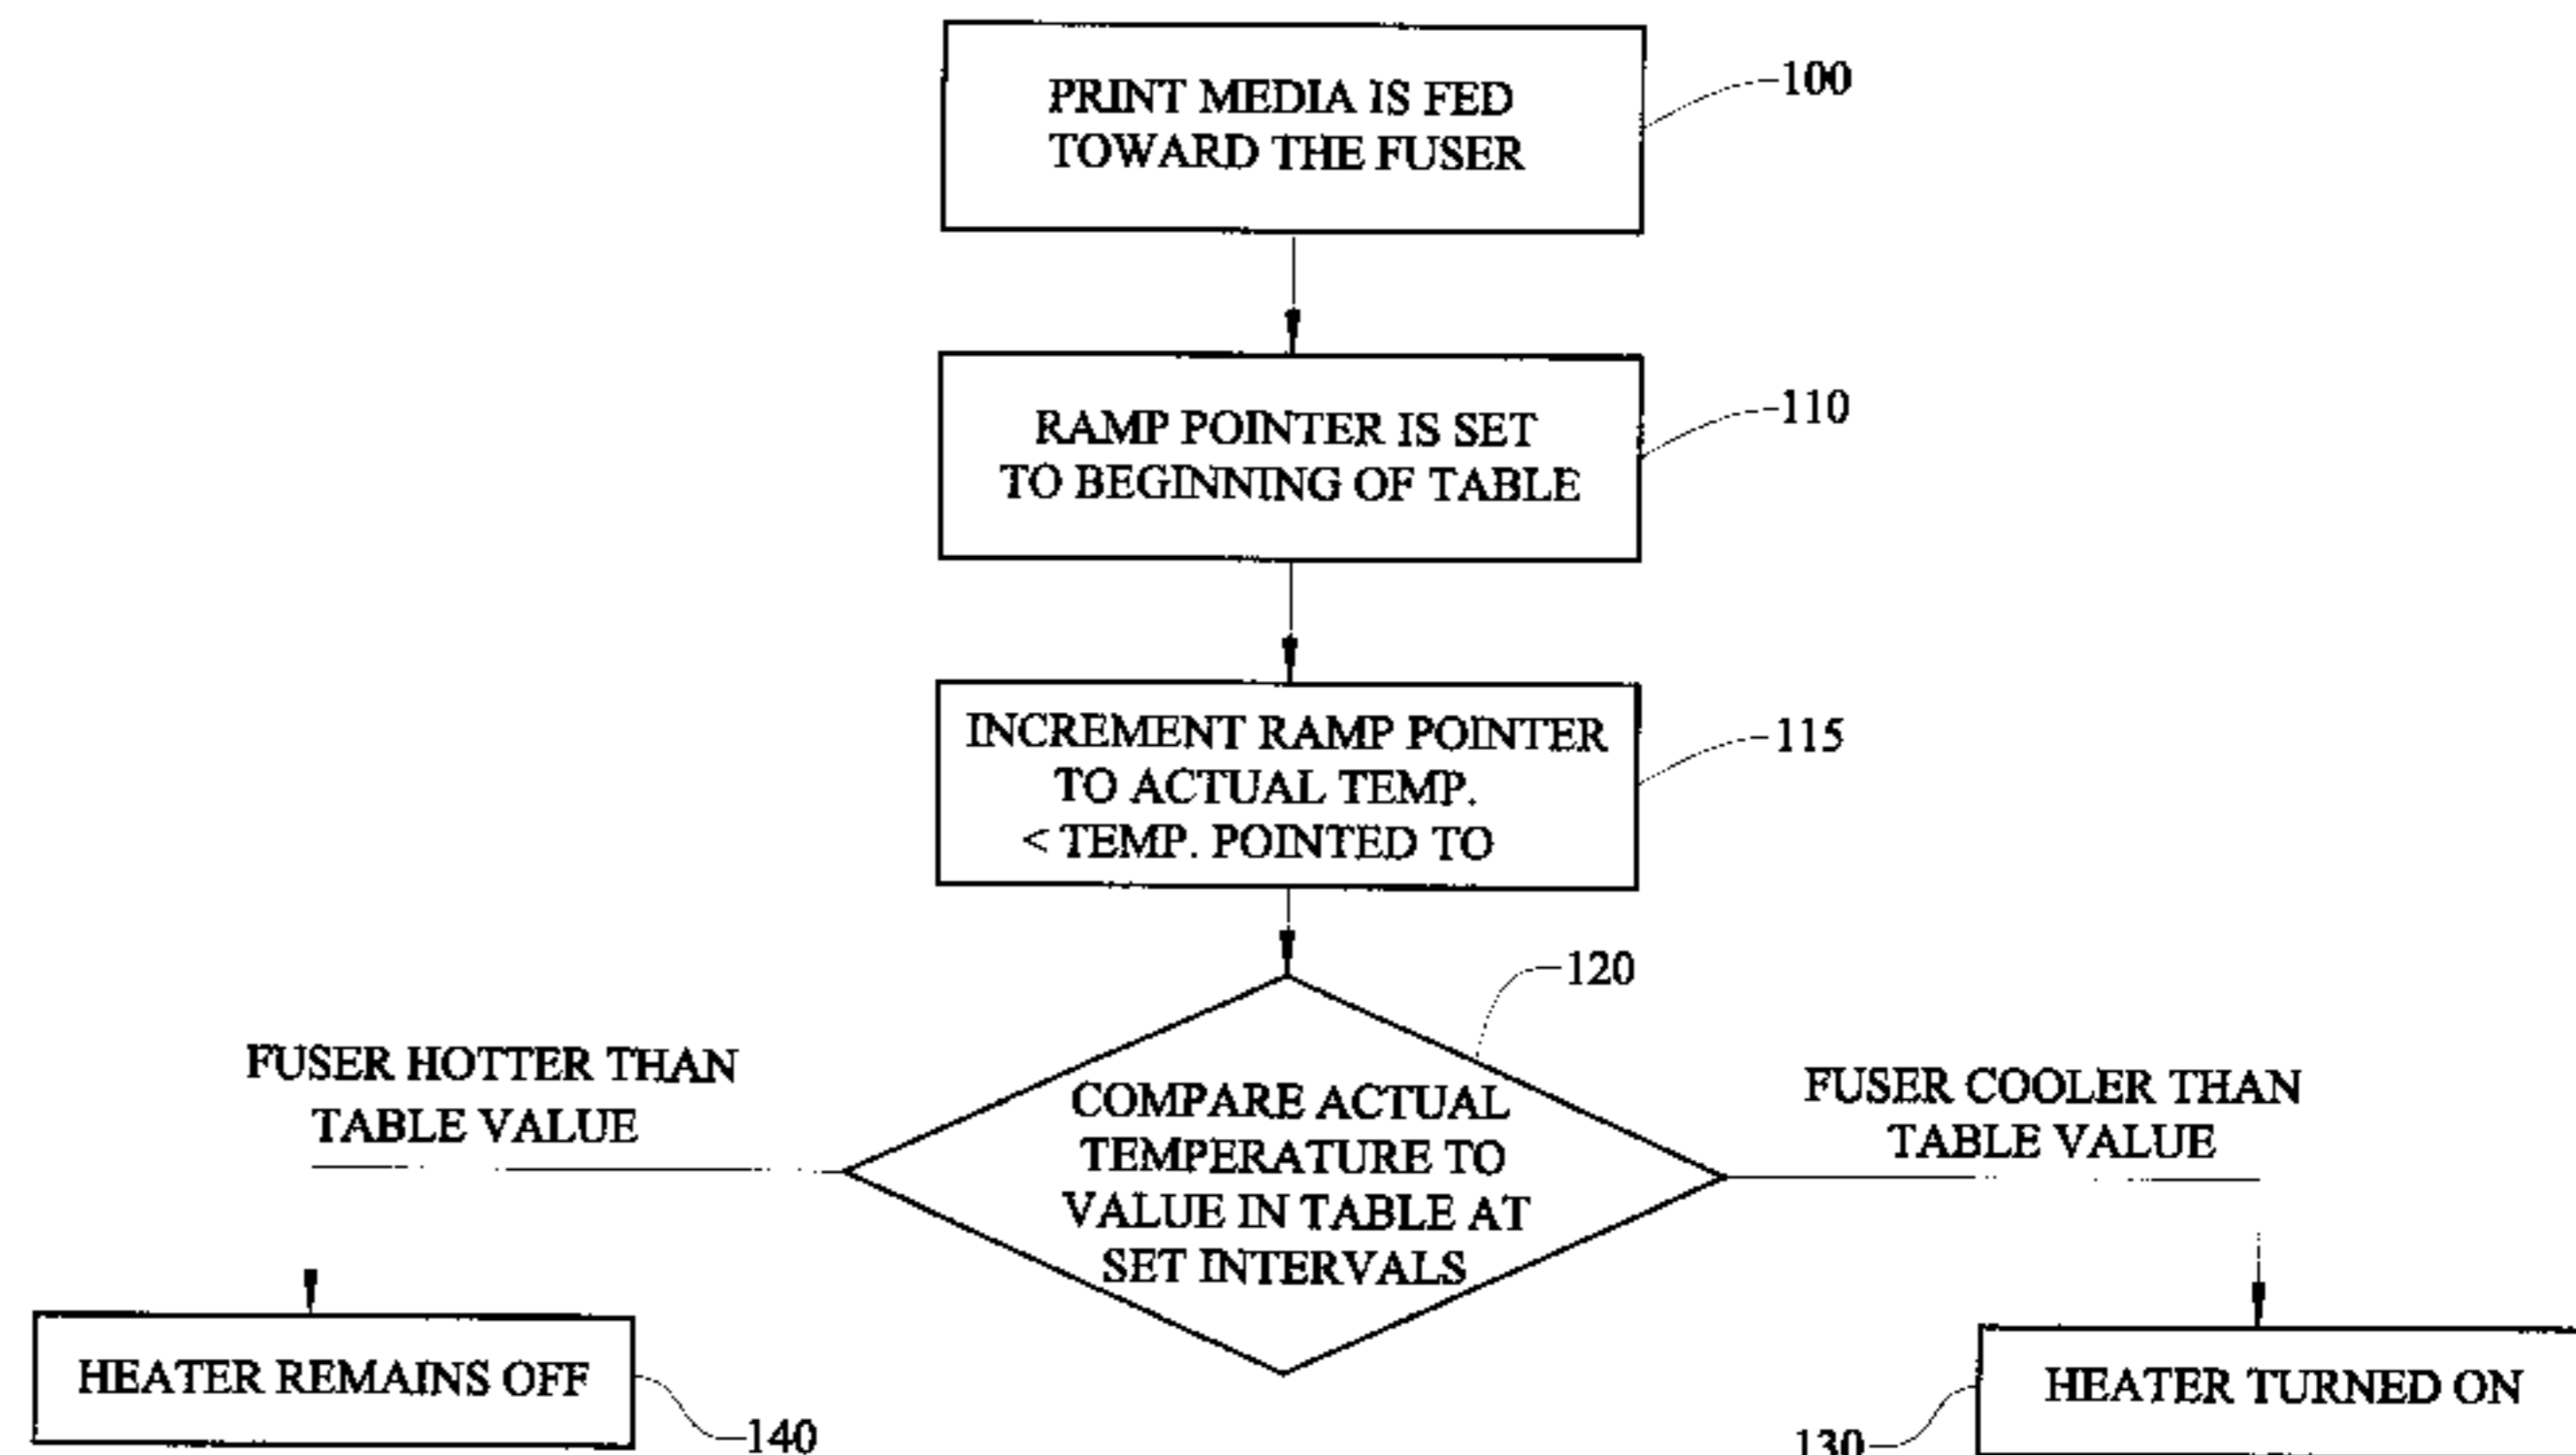 PRINT MEDIA IS FED
TOWARD THE FUSER
100
RAMP POINTER IS SET
TO BEGINNING OF TABLE
110
INCREMENT RAMP POINTER
TO ACTUAL TEMP.
< TEMP. POINTED TO
115
120
FUSER HOTTER THAN
TABLE VALUE
COMPARE ACTUAL
TEMPERATURE TO
VALUE IN TABLE AT
SET INTERVALS
FUSER COOLER THAN
TABLE VALUE
HEATER REMAINS OFF
140
HEATER TURNED ON
130